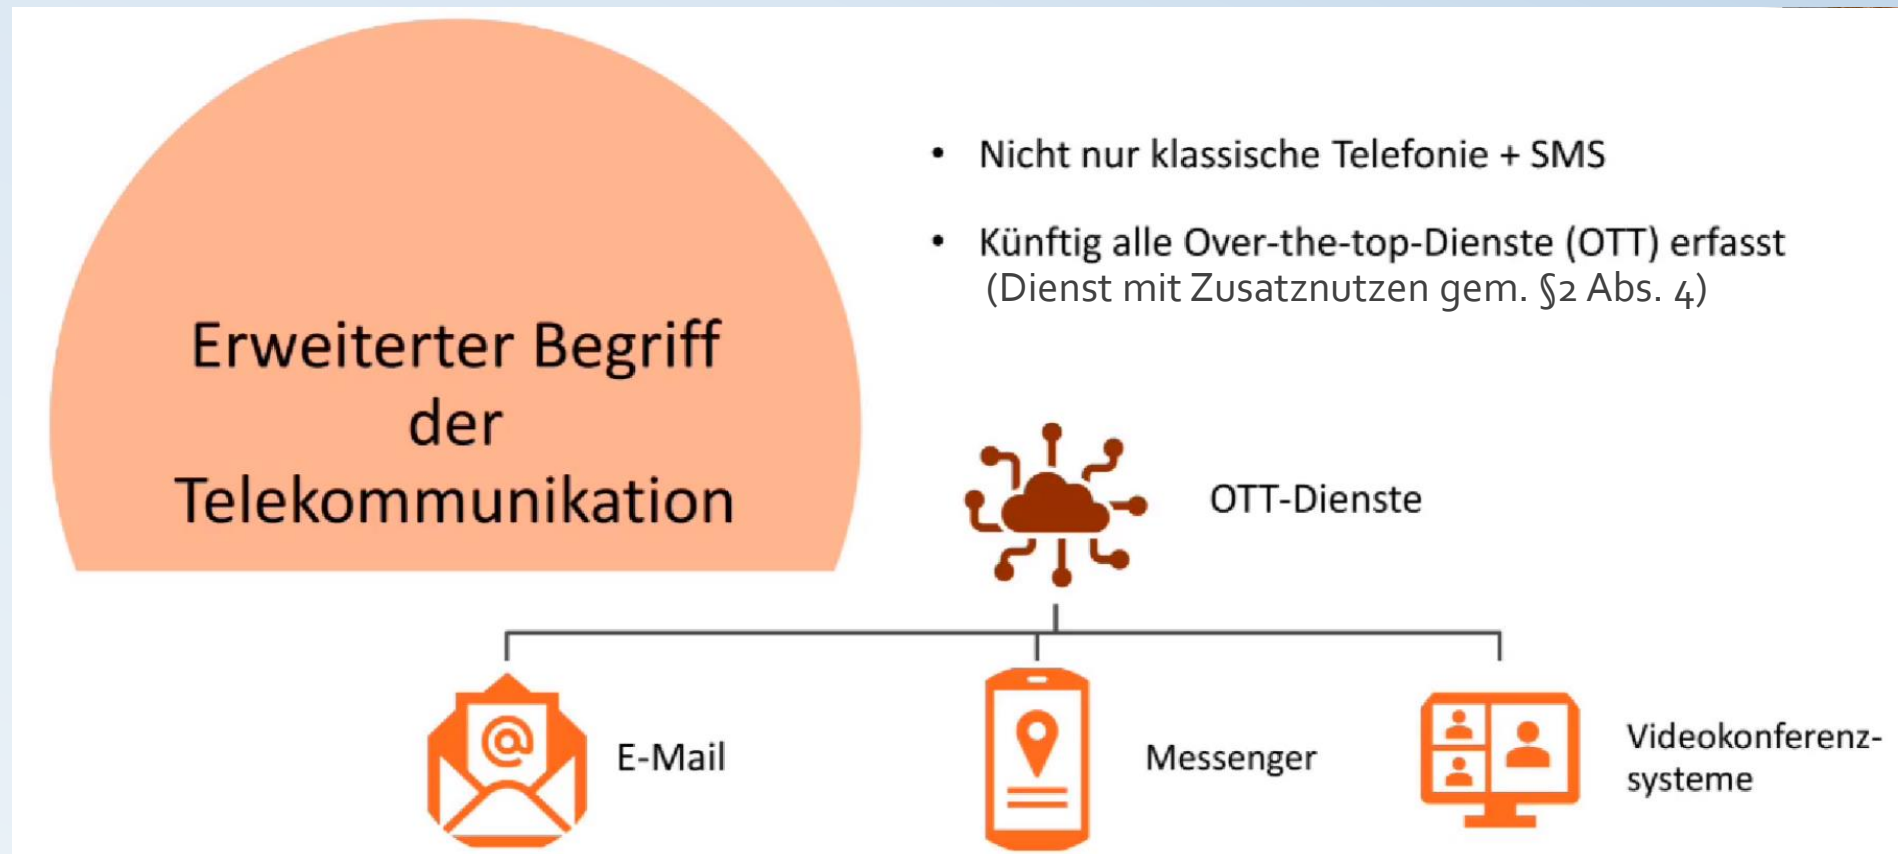 Erweiterter Begriff
der
Telekommunikation
• Nicht nur klassische Telefonie + SMS
• Künftig alle Over-the-top-Dienste (OTT) erfasst
(Dienst mit Zusatznutzen gem. §2 Abs. 4)
OTT-Dienste
@
E-Mail
Messenger
Videokonferenz-
systeme